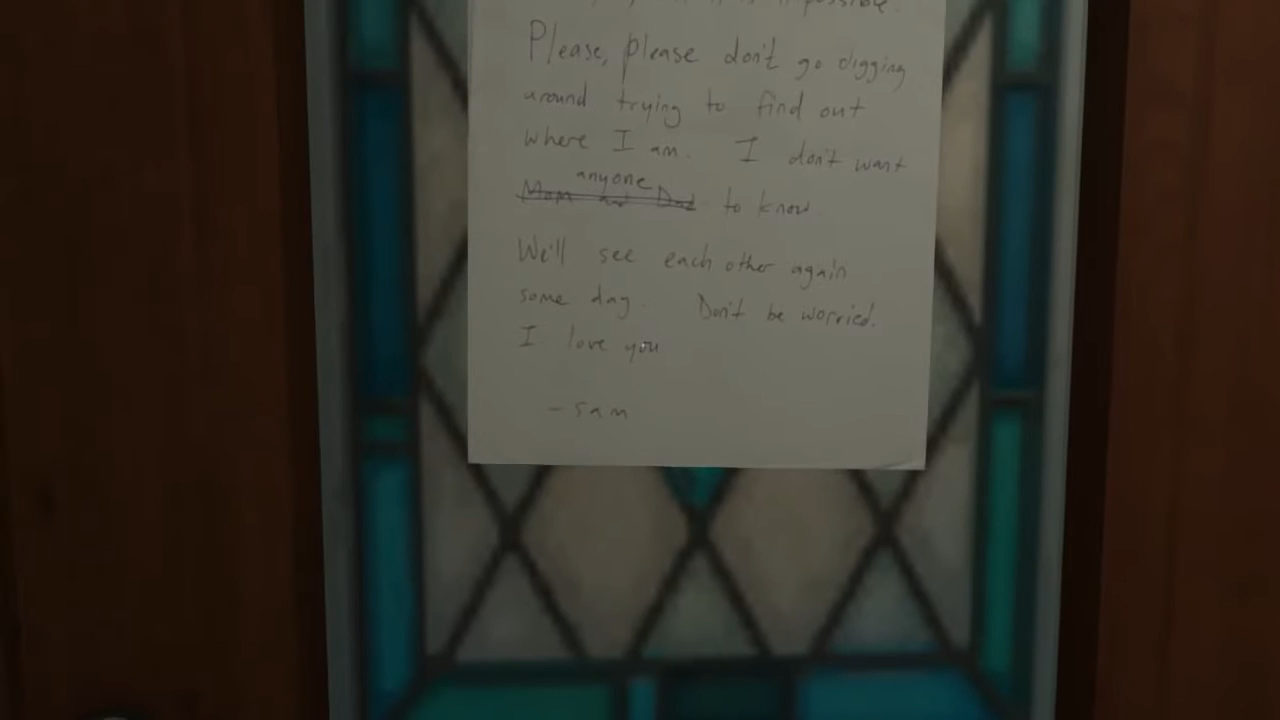 impossible.
Please, please don't go digging
around trying to find out
where I am. I don't want
anyone
Mom and Dad to know.
We'll see each other again
some day. Don't be worried.
I love you
- Sam